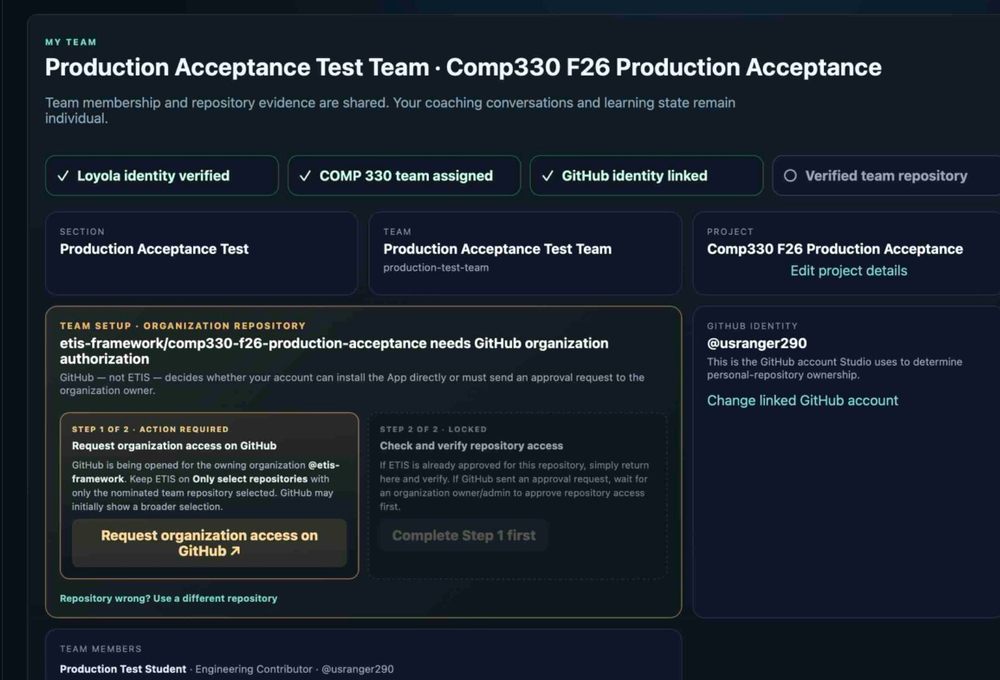 MY TEAM
Production Acceptance Test Team · Comp330 F26 Production Acceptance
Team membership and repository evidence are shared. Your coaching conversations and learning state remain
individual.
✓ Loyola identity verified
✓ COMP 330 team assigned
✓ GitHub identity linked
○ Verified team repository
SECTION
Production Acceptance Test
TEAM
Production Acceptance Test Team
production-test-team
PROJECT
Comp330 F26 Production Acceptance
Edit project details
TEAM SETUP · ORGANIZATION REPOSITORY
etis-framework/comp330-f26-production-acceptance needs GitHub organization
authorization
GitHub — not ETIS — decides whether your account can install the App directly or must send an approval request to the
organization owner.
STEP 1 OF 2 · ACTION REQUIRED
Request organization access on GitHub
GitHub is being opened for the owning organization @etis-
framework. Keep ETIS on Only select repositories with
only the nominated team repository selected. GitHub may
initially show a broader selection.
Request organization access on
GitHub ↗
STEP 2 OF 2 · LOCKED
Check and verify repository access
If ETIS is already approved for this repository, simply return
here and verify. If GitHub sent an approval request, wait for
an organization owner/admin to approve repository access
first.
Complete Step 1 first
Repository wrong? Use a different repository
GITHUB IDENTITY
@usranger290
This is the GitHub account Studio uses to determine
personal-repository ownership.
Change linked GitHub account
TEAM MEMBERS
Production Test Student · Engineering Contributor · @usranger290